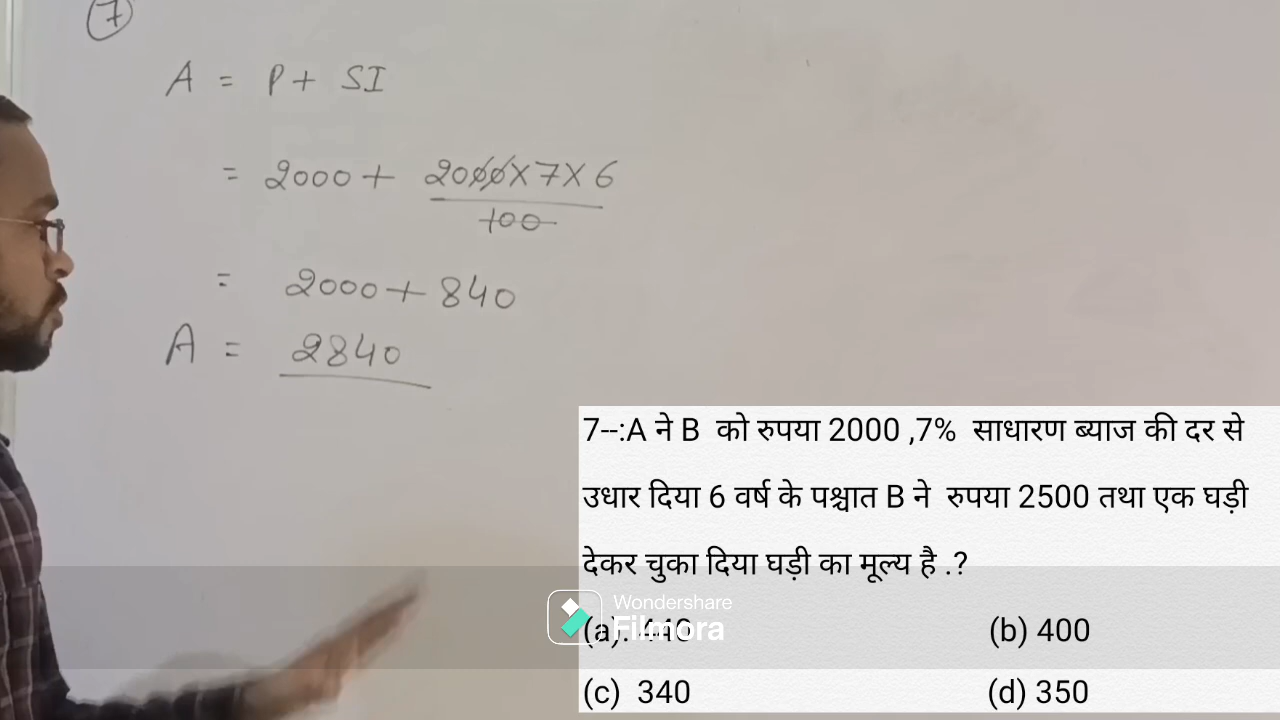 7
A = P + SI
= 2000 + 2000 X 7 X 6
100
= 2000 + 840
A = 2840
7--:A ने B को रुपया 2000 ,7% साधारण ब्याज की दर से
उधार दिया 6 वर्ष के पश्चात B ने रुपया 2500 तथा एक घड़ी
देकर चुका दिया घड़ी का मूल्य है .?
Wondershare
Filmora
(a). 440 (b) 400
(c) 340 (d) 350